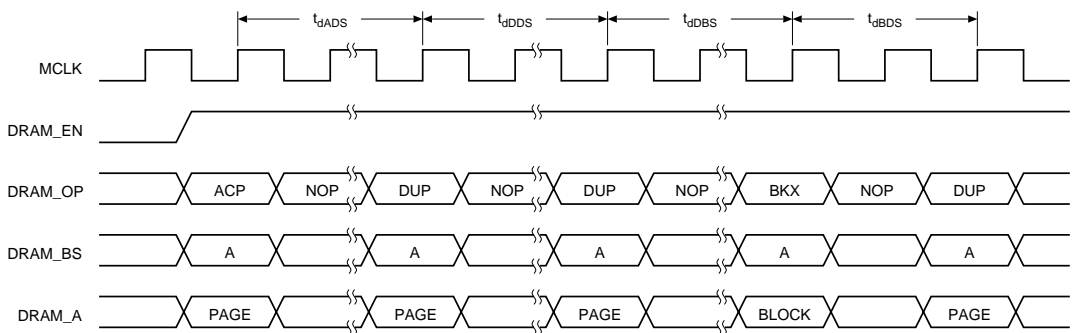 tdADS tdDDS tdDBS tdBDS
MCLK
DRAM_EN
DRAM_OP ACP NOP DUP NOP DUP NOP BKX NOP DUP
DRAM_BS A A A A A
DRAM_A PAGE PAGE PAGE BLOCK PAGE